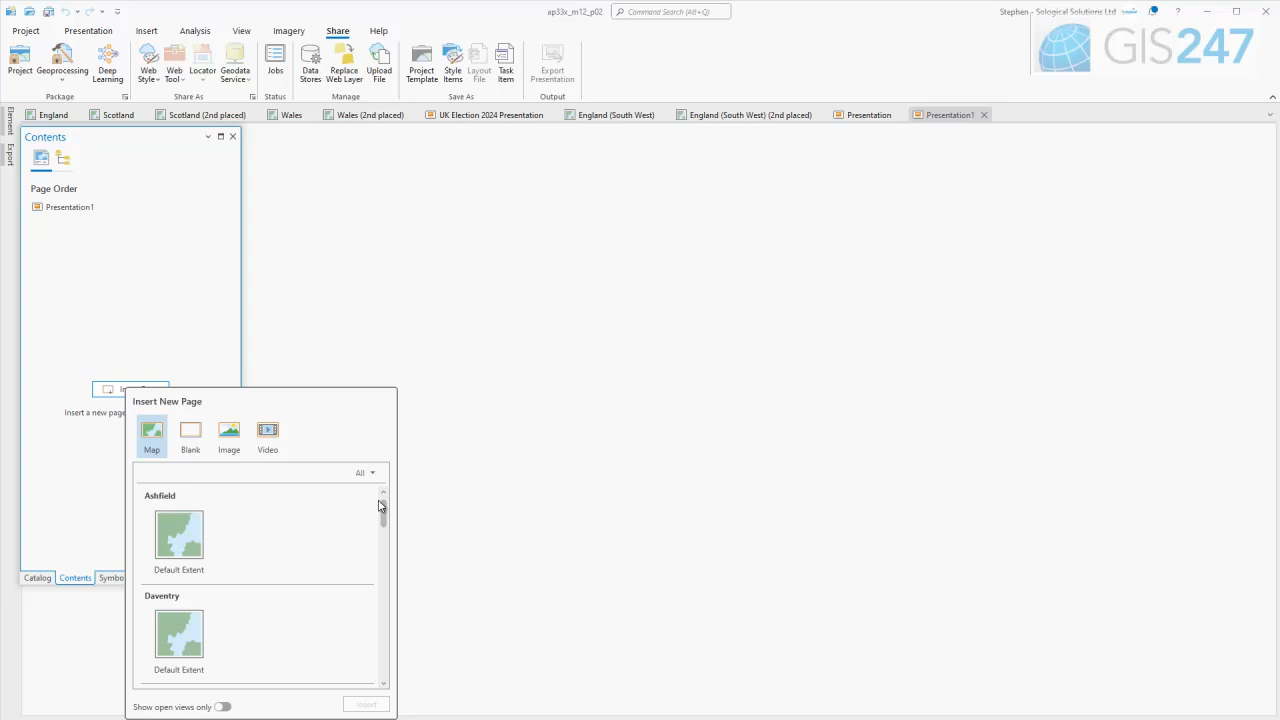 ap33x_m12_p02
Command Search (Alt+Q)
Stephen - Sological Solutions Ltd
?
GIS247
Project
Presentation
Insert
Analysis
View
Imagery
Share
Help
Project
Geoprocessing
Deep Learning
Web Style
Web Tool
Locator
Geodata Service
Jobs
Data Stores
Replace Web Layer
Upload File
Project Template
Style Items
Layout File
Task Item
Export Presentation
Package
Share As
Status
Manage
Save As
Output
Element
Export
England
Scotland
Scotland (2nd placed)
Wales
Wales (2nd placed)
UK Election 2024 Presentation
England (South West)
England (South West) (2nd placed)
Presentation
Presentation1
Contents
Page Order
Presentation1
Insert a new page
Insert New Page
Map
Blank
Image
Video
All
Ashfield
Default Extent
Daventry
Default Extent
Show open views only
Insert
Catalog
Contents
Symbo